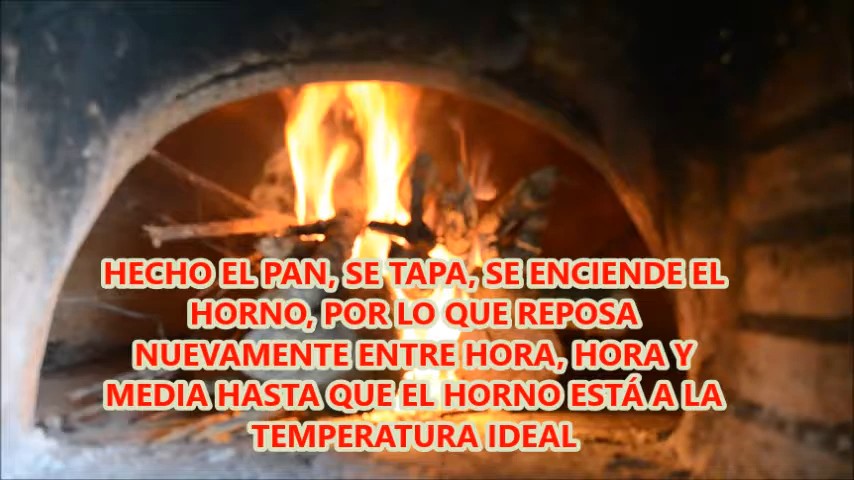 HECHO EL PAN, SE TAPA, SE ENCIENDE EL
HORNO, POR LO QUE REPOSA
NUEVAMENTE ENTRE HORA, HORA Y
MEDIA HASTA QUE EL HORNO ESTÁ A LA
TEMPERATURA IDEAL